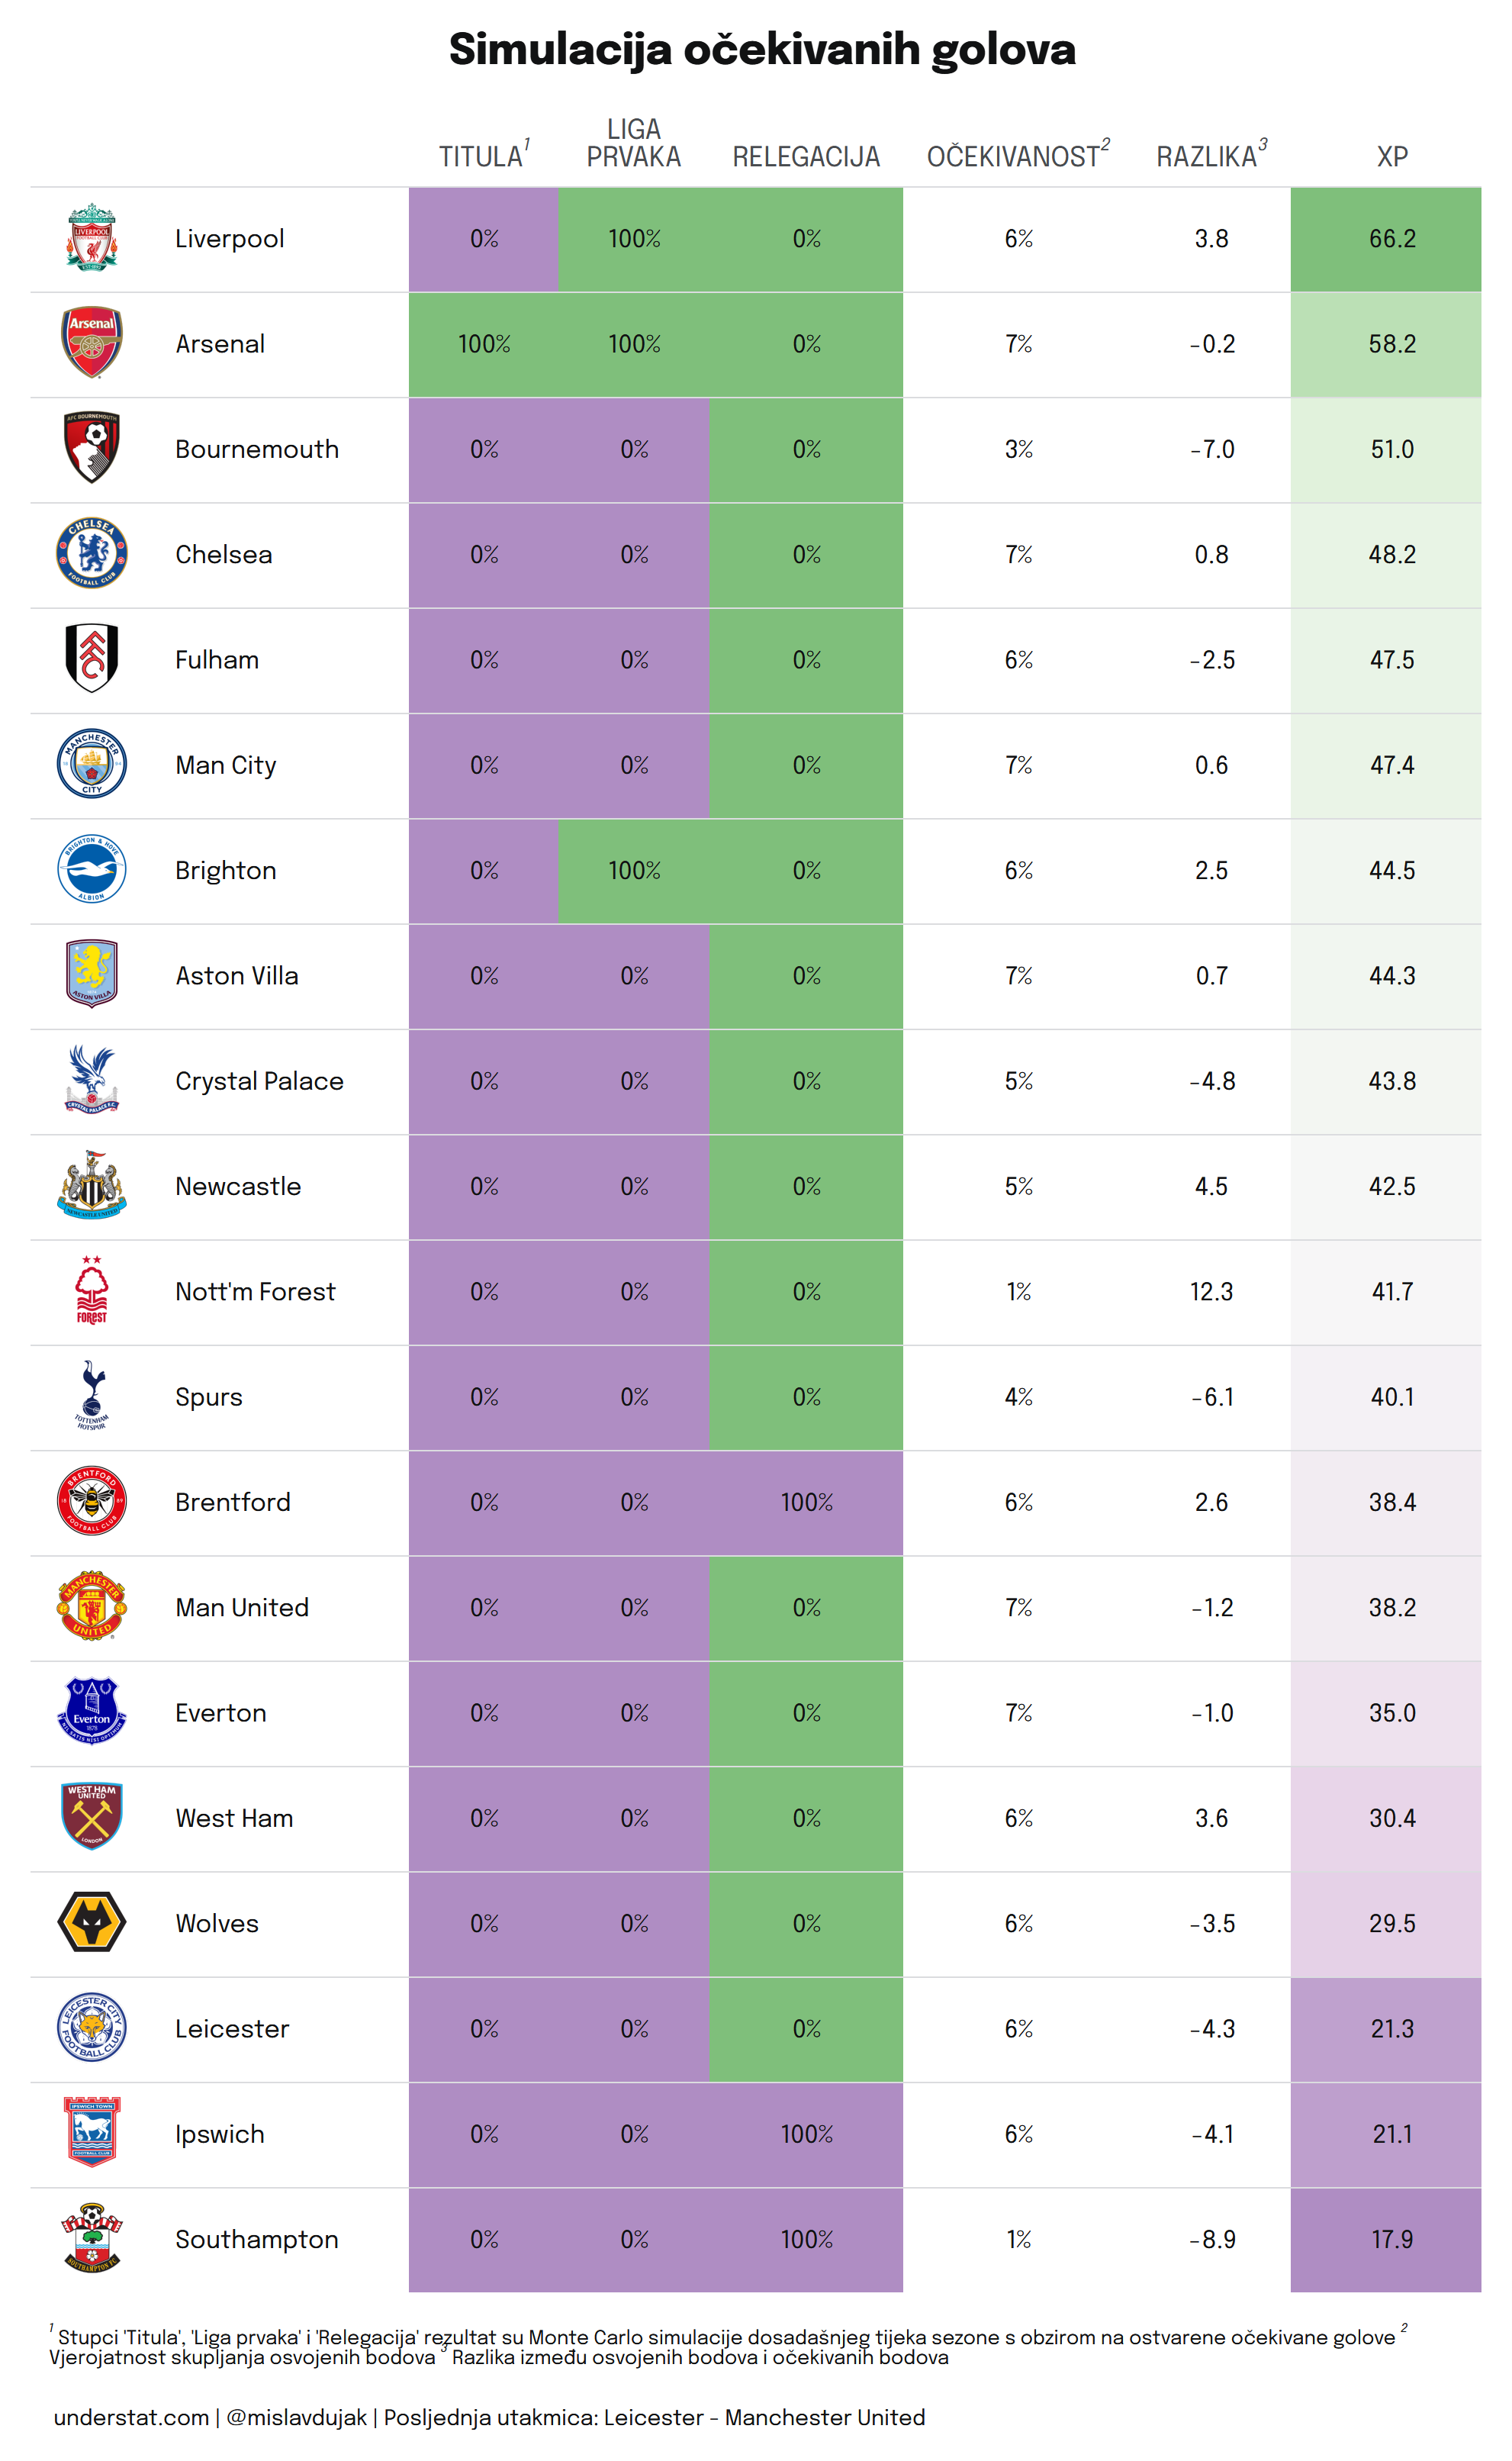 Simulacija očekivanih golova
TITULA¹ LIGA PRVAKA RELEGACIJA OČEKIVANOST² RAZLIKA³ XP
Liverpool 0% 100% 0% 6% 3.8 66.2
Arsenal 100% 100% 0% 7% -0.2 58.2
Bournemouth 0% 0% 0% 3% -7.0 51.0
Chelsea 0% 0% 0% 7% 0.8 48.2
Fulham 0% 0% 0% 6% -2.5 47.5
Man City 0% 0% 0% 7% 0.6 47.4
Brighton 0% 100% 0% 6% 2.5 44.5
Aston Villa 0% 0% 0% 7% 0.7 44.3
Crystal Palace 0% 0% 0% 5% -4.8 43.8
Newcastle 0% 0% 0% 5% 4.5 42.5
Nott'm Forest 0% 0% 0% 1% 12.3 41.7
Spurs 0% 0% 0% 4% -6.1 40.1
Brentford 0% 0% 100% 6% 2.6 38.4
Man United 0% 0% 0% 7% -1.2 38.2
Everton 0% 0% 0% 7% -1.0 35.0
West Ham 0% 0% 0% 6% 3.6 30.4
Wolves 0% 0% 0% 6% -3.5 29.5
Leicester 0% 0% 0% 6% -4.3 21.3
Ipswich 0% 0% 100% 6% -4.1 21.1
Southampton 0% 0% 100% 1% -8.9 17.9
¹ Stupci 'Titula', 'Liga prvaka' i 'Relegacija' rezultat su Monte Carlo simulacije dosadašnjeg tijeka sezone s obzirom na ostvarene očekivane golove ²
Vjerojatnost skupljanja osvojenih bodova ³ Razlika između osvojenih bodova i očekivanih bodova
understat.com | @mislavdujak | Posljednja utakmica: Leicester - Manchester United